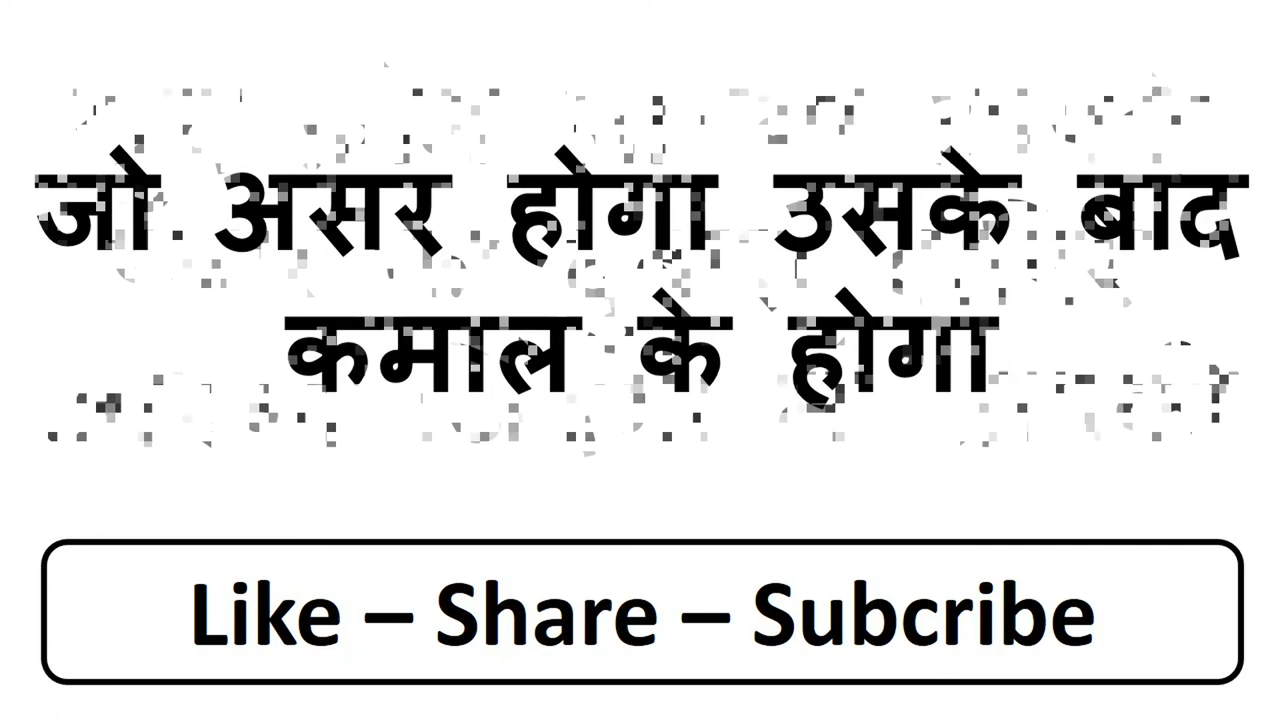 जो असर होगा उसके बाद
कमाल के होगा
Like – Share – Subcribe